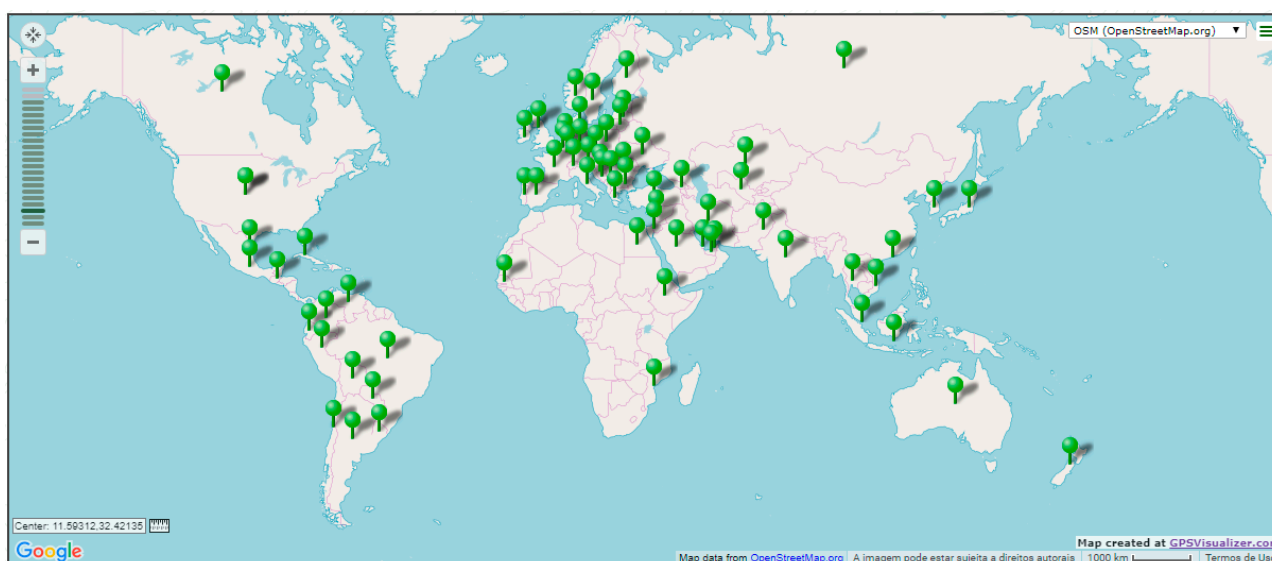 OSM (OpenStreetMap.org)
Center: 11.59312,32.42135
Google
Map created at GPSVisualizer.com
Map data from OpenStreetMap.org A imagem pode estar sujeita a direitos autorais 1000 km Termos de Us